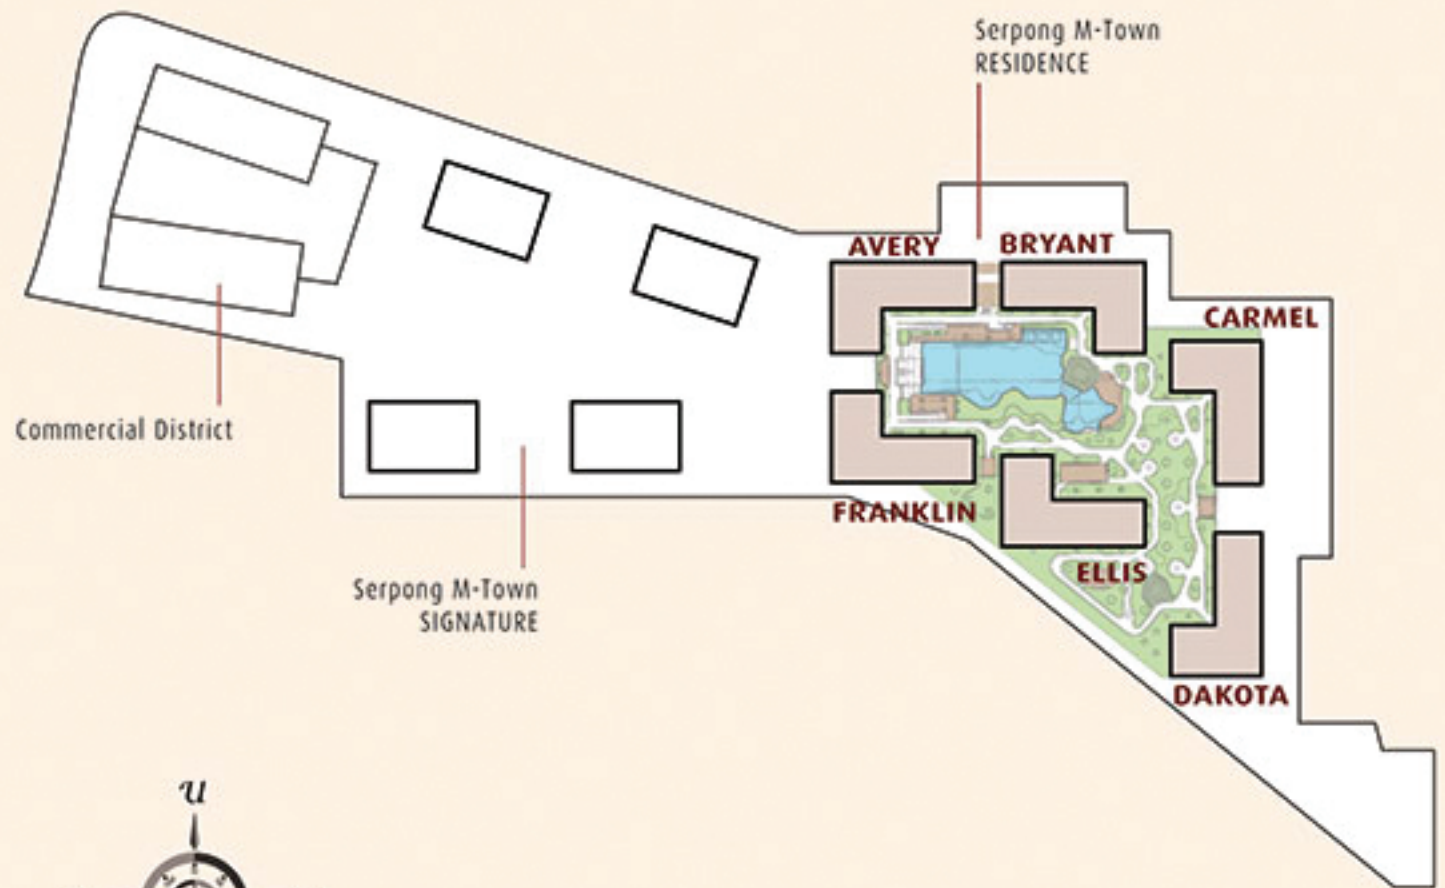 Serpong M-Town
RESIDENCE
AVERY
BRYANT
CARMEL
Commercial District
FRANKLIN
ELLIS
Serpong M-Town
SIGNATURE
DAKOTA
U